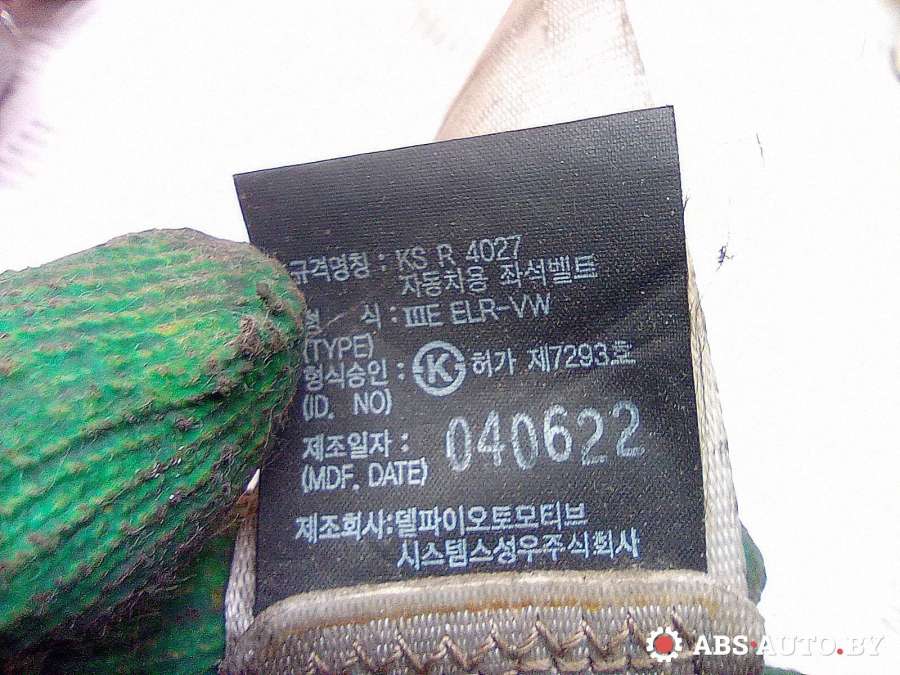 규격명칭 : KS R 4027
자동차용 좌석벨트
형 식 : IIIE ELR-VW
(TYPE)
형식승인 : K 허가 제7293호
(ID. NO)
제조일자 : 040622
(MDF. DATE)
제조회사:델파이오토모티브
시스템스성우주식회사
ABS-AUTO.BY